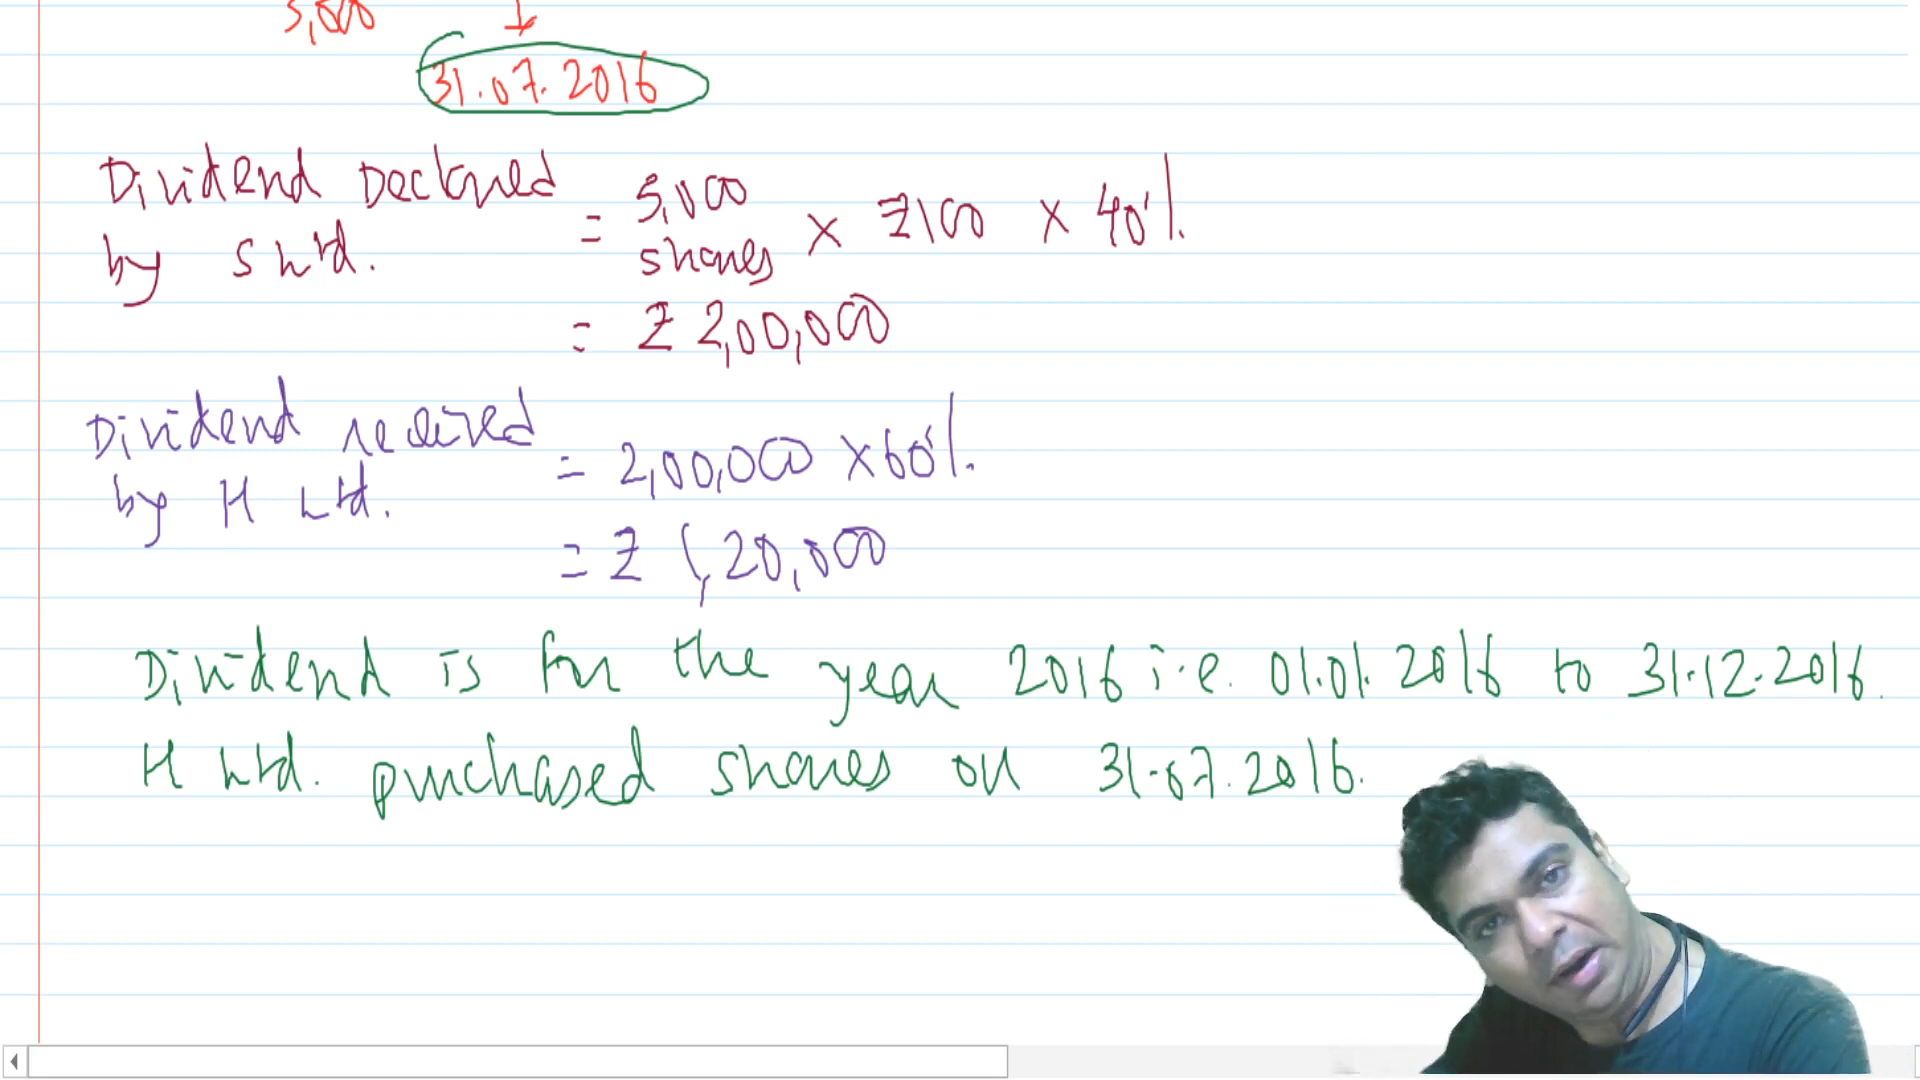 5,000
31.07.2016
Dividend Declared
by S Ltd.
= 5,000 shares × ₹100 × 40%
= ₹ 2,00,000
Dividend received
by H Ltd.
= 2,00,000 × 60%
= ₹ 1,20,000
Dividend is for the year 2016 i.e. 01.01.2016 to 31.12.2016.
H Ltd. purchased shares on 31.07.2016.